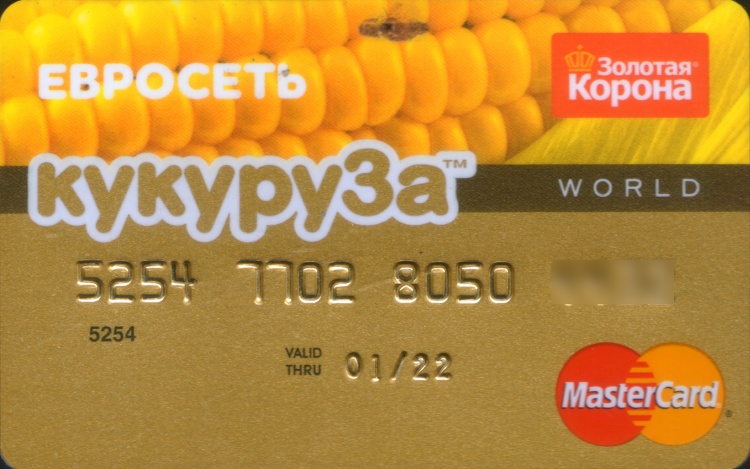 ЕВРОСЕТЬ
Золотая®
Корона
кукуруЗа™
WORLD
5254 7702 8050
5254
VALID
THRU 01/22
MasterCard®